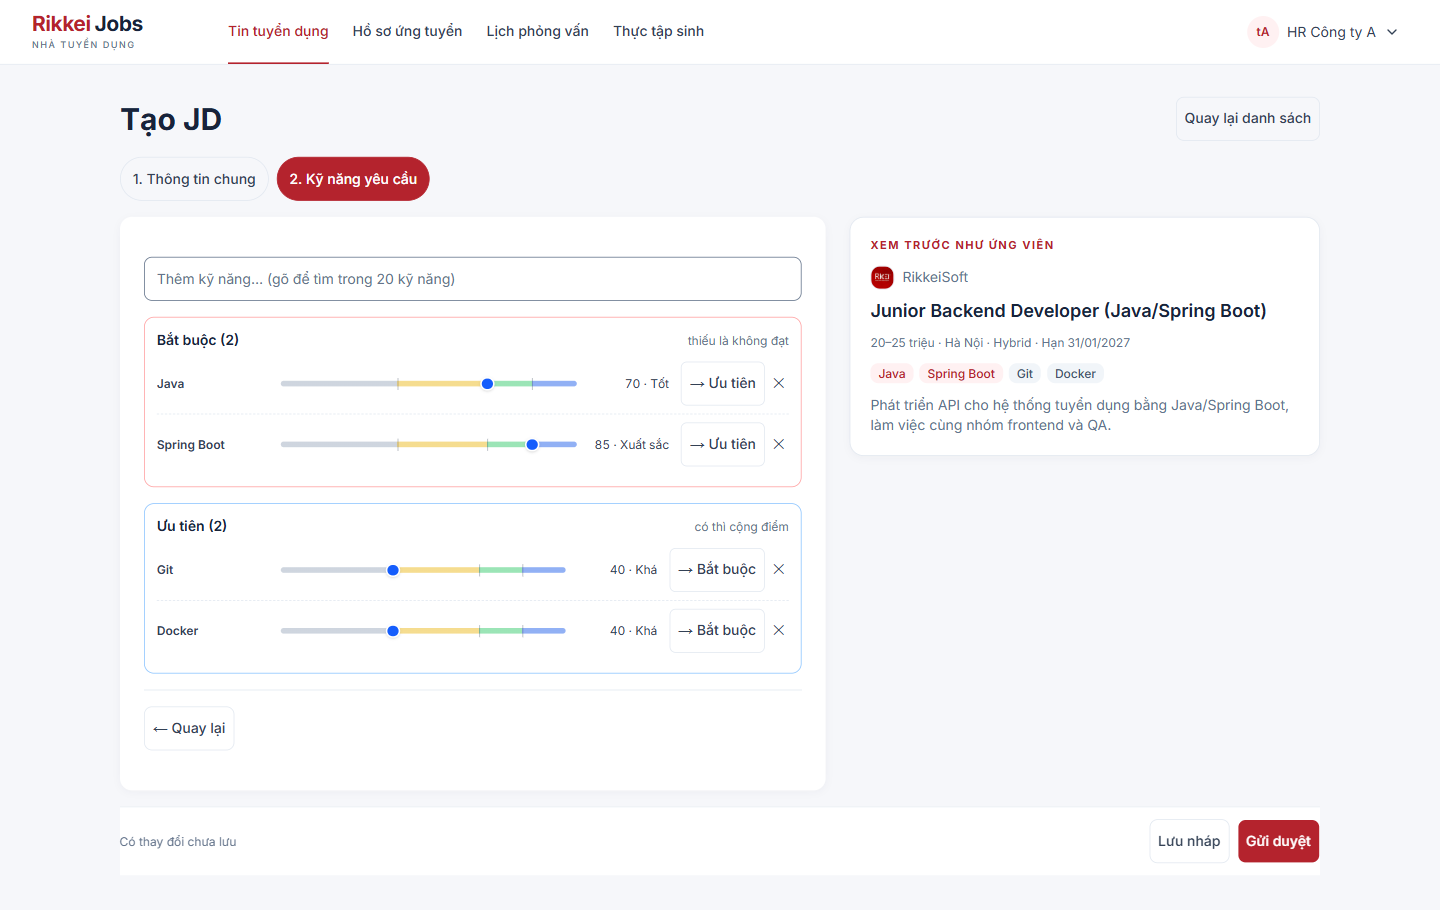 Rikkei Jobs
NHÀ TUYỂN DỤNG
Tin tuyển dụng
Hồ sơ ứng tuyển
Lịch phỏng vấn
Thực tập sinh
tA
HR Công ty A
Tạo JD
Quay lại danh sách
1. Thông tin chung
2. Kỹ năng yêu cầu
Thêm kỹ năng... (gõ để tìm trong 20 kỹ năng)
Bắt buộc (2)
thiếu là không đạt
Java
70 · Tốt
→ Ưu tiên
Spring Boot
85 · Xuất sắc
→ Ưu tiên
Ưu tiên (2)
có thì cộng điểm
Git
40 · Khá
→ Bắt buộc
Docker
40 · Khá
→ Bắt buộc
← Quay lại
XEM TRƯỚC NHƯ ỨNG VIÊN
RikkeiSoft
Junior Backend Developer (Java/Spring Boot)
20–25 triệu · Hà Nội · Hybrid · Hạn 31/01/2027
Java
Spring Boot
Git
Docker
Phát triển API cho hệ thống tuyển dụng bằng Java/Spring Boot,
làm việc cùng nhóm frontend và QA.
Có thay đổi chưa lưu
Lưu nháp
Gửi duyệt